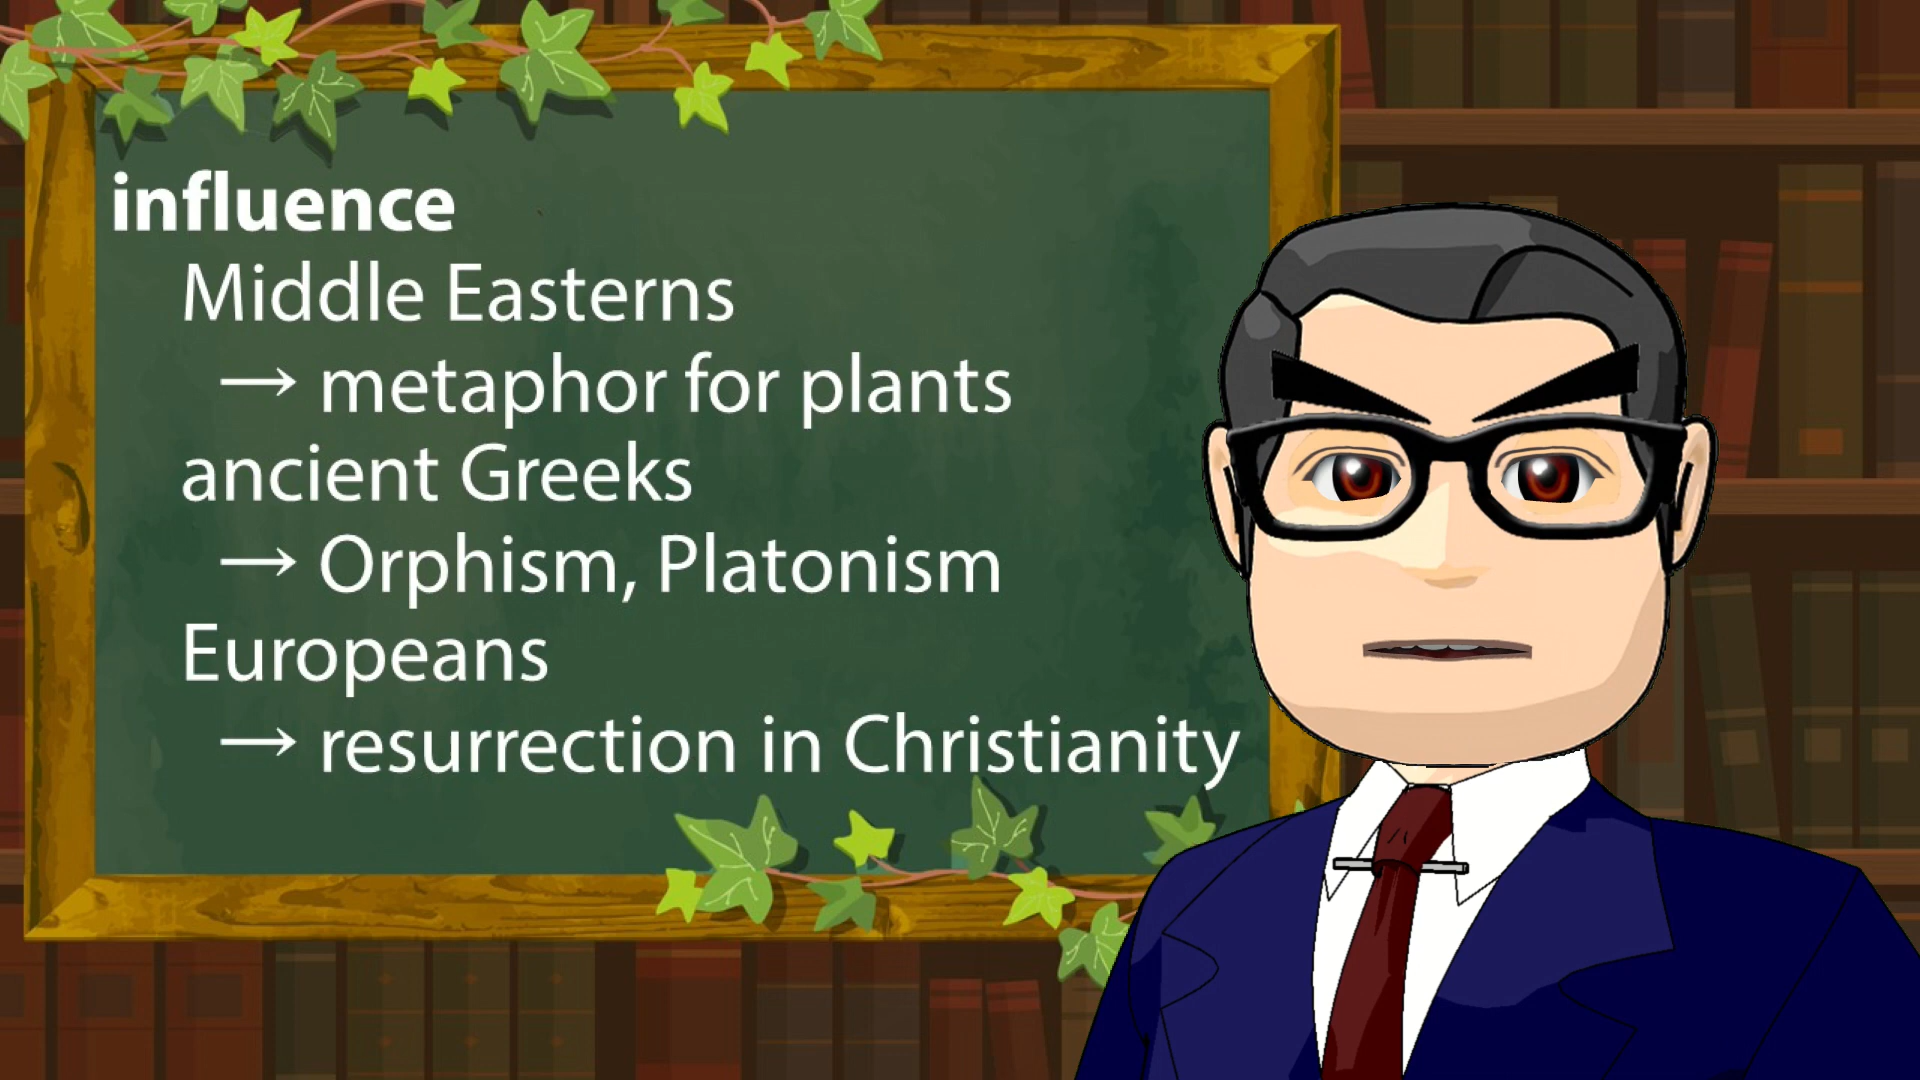 influence
Middle Easterns
→ metaphor for plants
ancient Greeks
→ Orphism, Platonism
Europeans
→ resurrection in Christianity